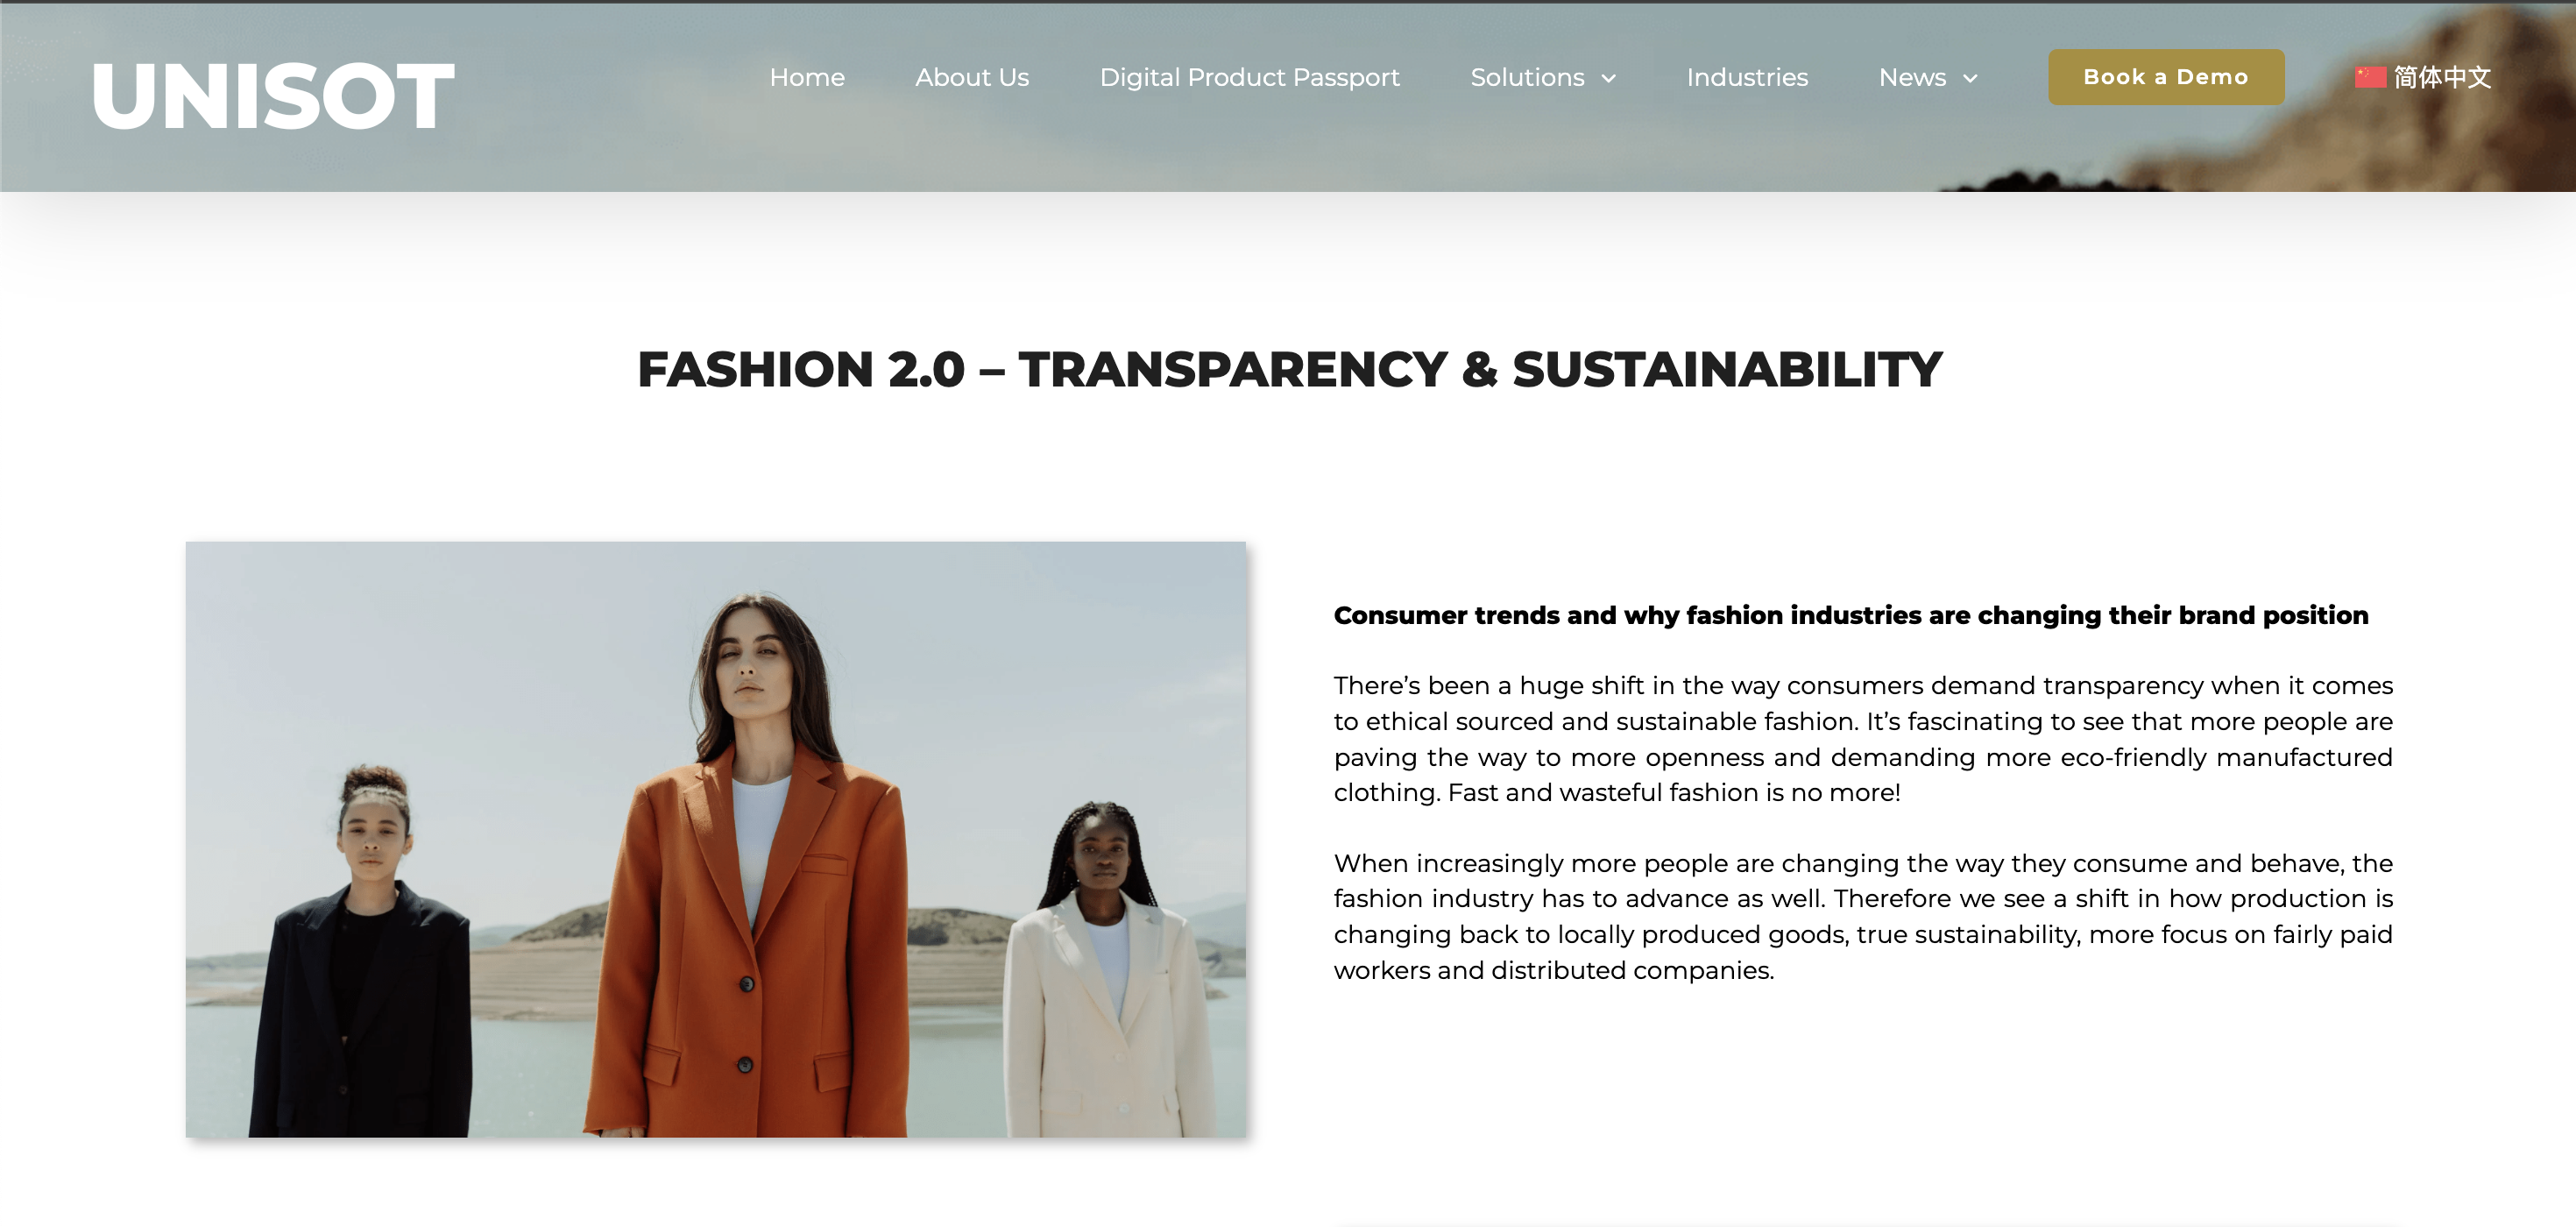 UNISOT
Home
About Us
Digital Product Passport
Solutions
Industries
News
Book a Demo
简体中文
FASHION 2.0 – TRANSPARENCY & SUSTAINABILITY
Consumer trends and why fashion industries are changing their brand position
There’s been a huge shift in the way consumers demand transparency when it comes
to ethical sourced and sustainable fashion. It’s fascinating to see that more people are
paving the way to more openness and demanding more eco-friendly manufactured
clothing. Fast and wasteful fashion is no more!
When increasingly more people are changing the way they consume and behave, the
fashion industry has to advance as well. Therefore we see a shift in how production is
changing back to locally produced goods, true sustainability, more focus on fairly paid
workers and distributed companies.